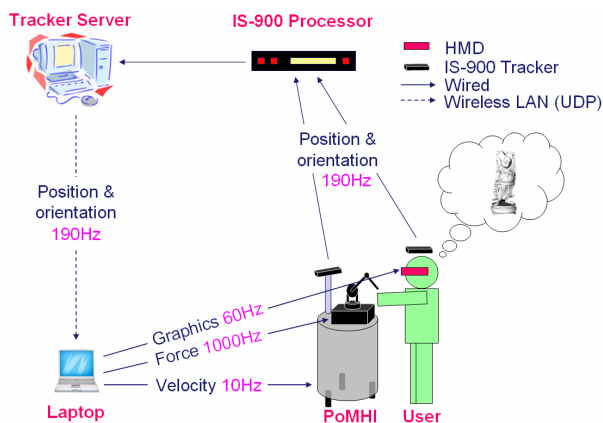 Tracker Server
IS-900 Processor
HMD
IS-900 Tracker
Wired
Wireless LAN (UDP)
Position &
orientation
190Hz
Position &
orientation
190Hz
Graphics 60Hz
Force 1000Hz
Velocity 10Hz
Laptop
PoMHI
User